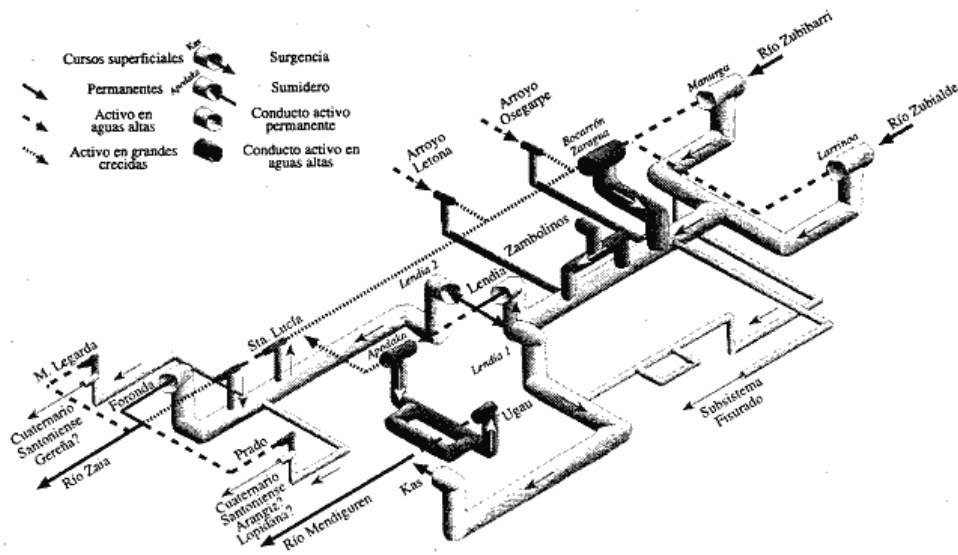 Cursos superficiales
Kas
Surgencia
Permanentes
Apodaka
Sumidero
Activo en
aguas altas
Conducto activo
permanente
Activo en grandes
crecidas
Conducto activo en
aguas altas
Río Zubibarri
Manurga
Río Zubialde
Larrinoa
Arroyo
Osegarpe
Bocarrón
Zaragua
Arroyo
Letona
Zambolinos
Lendia 2
Lendia
Lendia 1
Sta. Lucía
Apodaka
M. Legarda
Foronda
Cuaternario
Santoniense
Gereña?
Río Zaia
Prado
Cuaternario
Santoniense
Arangiz?
Lopidana?
Ugau
Kas
Río Mendiguren
Subsistema
Fisurado